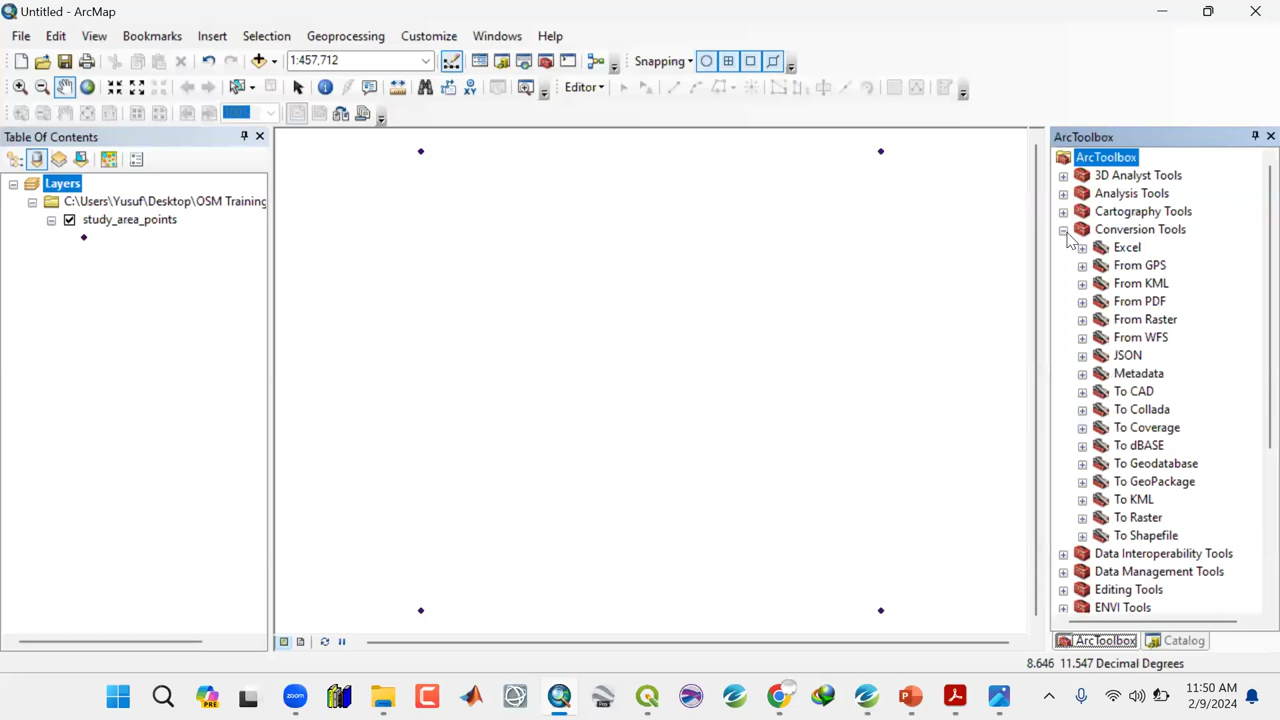 Untitled - ArcMap
File Edit View Bookmarks Insert Selection Geoprocessing Customize Windows Help
1:457,712
Snapping
Editor
Table Of Contents
ArcToolbox
Layers
C:\Users\Yusuf\Desktop\OSM Training
study_area_points
ArcToolbox
3D Analyst Tools
Analysis Tools
Cartography Tools
Conversion Tools
Excel
From GPS
From KML
From PDF
From Raster
From WFS
JSON
Metadata
To CAD
To Collada
To Coverage
To dBASE
To Geodatabase
To GeoPackage
To KML
To Raster
To Shapefile
Data Interoperability Tools
Data Management Tools
Editing Tools
ENVI Tools
ArcToolbox Catalog
8.646 11.547 Decimal Degrees
PRE
zoom
Pro
11:50 AM
2/9/2024